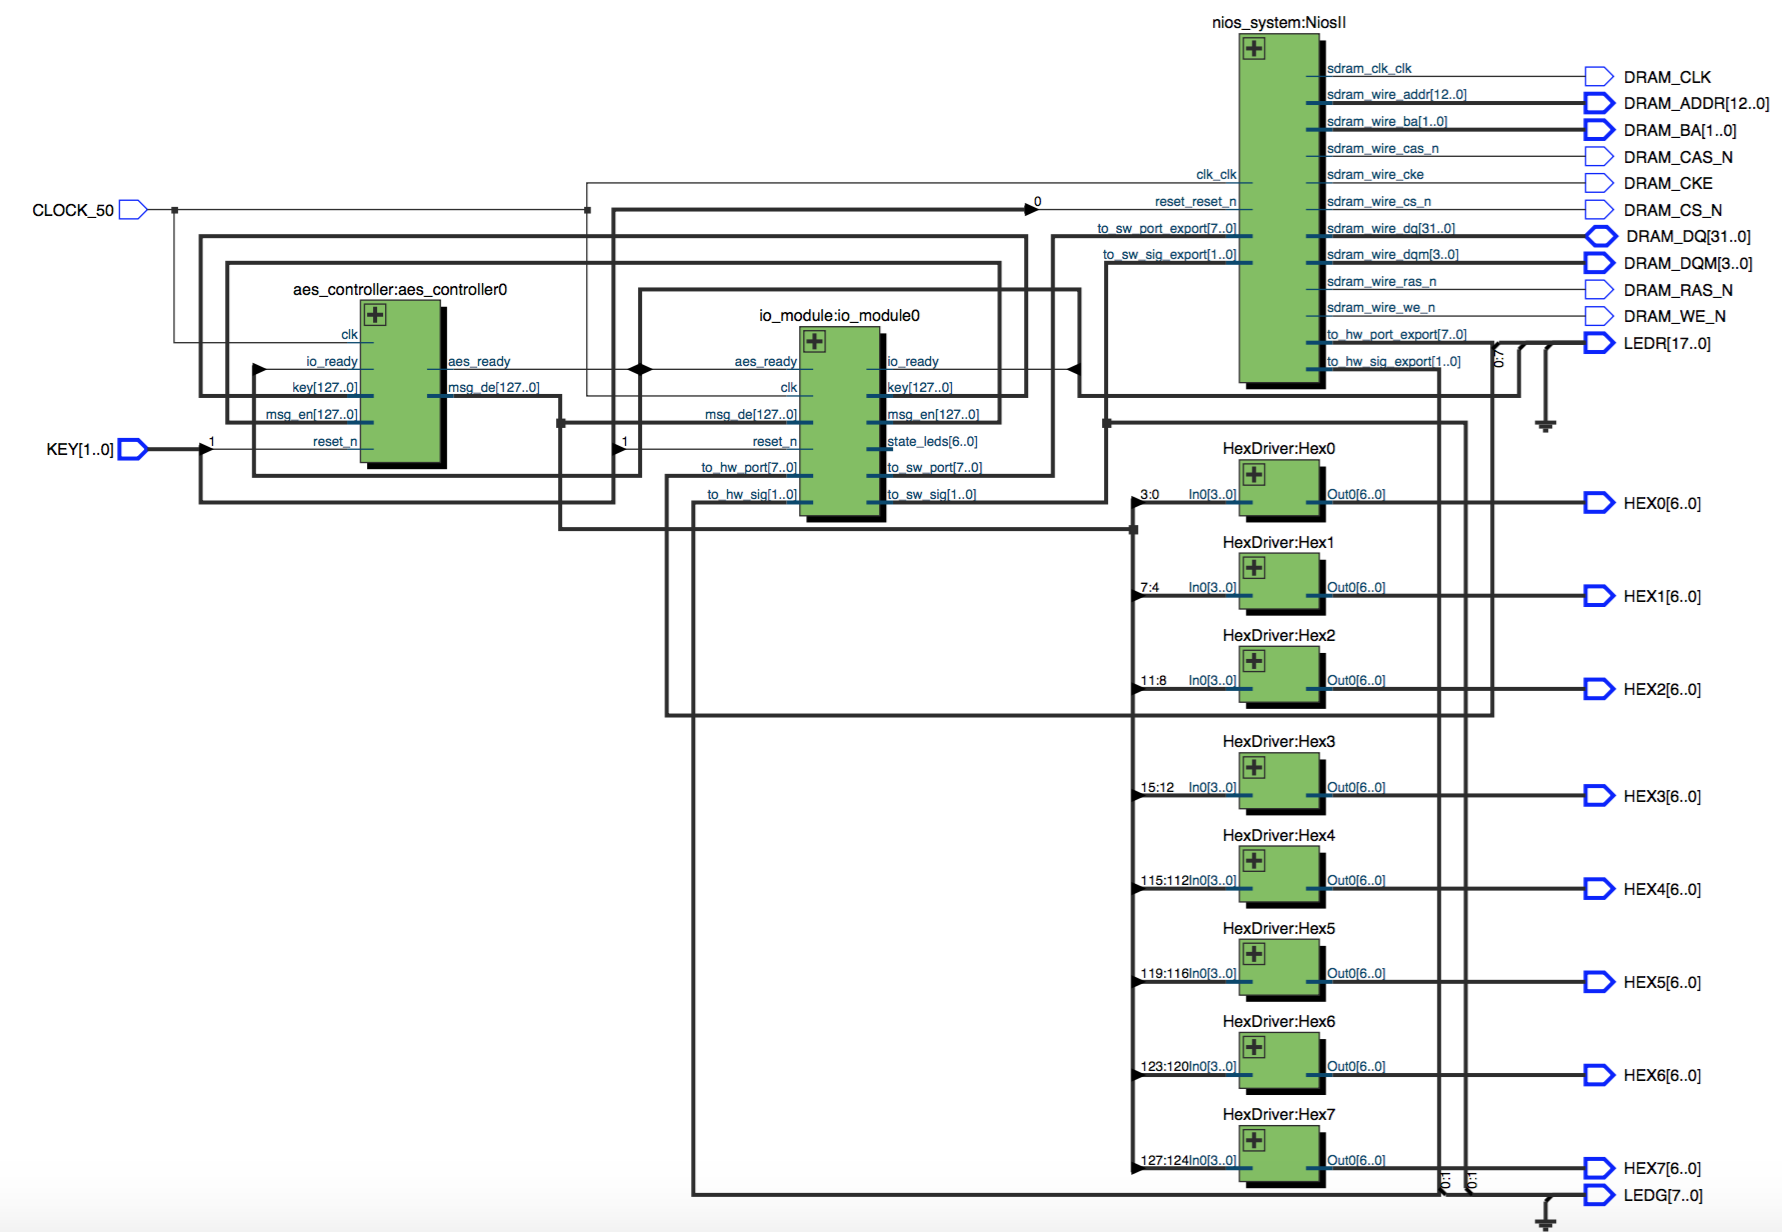 nios_system:NiosII
sdram_clk_clk
DRAM_CLK
sdram_wire_addr[12..0]
DRAM_ADDR[12..0]
sdram_wire_ba[1..0]
DRAM_BA[1..0]
sdram_wire_cas_n
DRAM_CAS_N
clk_clk
sdram_wire_cke
DRAM_CKE
CLOCK_50
0
reset_reset_n
sdram_wire_cs_n
DRAM_CS_N
to_sw_port_export[7..0]
sdram_wire_dq[31..0]
DRAM_DQ[31..0]
to_sw_sig_export[1..0]
sdram_wire_dqm[3..0]
DRAM_DQM[3..0]
sdram_wire_ras_n
DRAM_RAS_N
sdram_wire_we_n
DRAM_WE_N
to_hw_port_export[7..0]
0:7
LEDR[17..0]
to_hw_sig_export[1..0]
aes_controller:aes_controller0
clk
io_ready
aes_ready
key[127..0]
msg_de[127..0]
msg_en[127..0]
KEY[1..0]
1
reset_n
io_module:io_module0
aes_ready
io_ready
clk
key[127..0]
msg_de[127..0]
msg_en[127..0]
1
reset_n
state_leds[6..0]
to_hw_port[7..0]
to_sw_port[7..0]
to_hw_sig[1..0]
to_sw_sig[1..0]
HexDriver:Hex0
3:0
In0[3..0]
Out0[6..0]
HEX0[6..0]
HexDriver:Hex1
7:4
In0[3..0]
Out0[6..0]
HEX1[6..0]
HexDriver:Hex2
11:8
In0[3..0]
Out0[6..0]
HEX2[6..0]
HexDriver:Hex3
15:12
In0[3..0]
Out0[6..0]
HEX3[6..0]
HexDriver:Hex4
115:112
In0[3..0]
Out0[6..0]
HEX4[6..0]
HexDriver:Hex5
119:116
In0[3..0]
Out0[6..0]
HEX5[6..0]
HexDriver:Hex6
123:120
In0[3..0]
Out0[6..0]
HEX6[6..0]
HexDriver:Hex7
127:124
In0[3..0]
Out0[6..0]
HEX7[6..0]
0:1
0:1
LEDG[7..0]